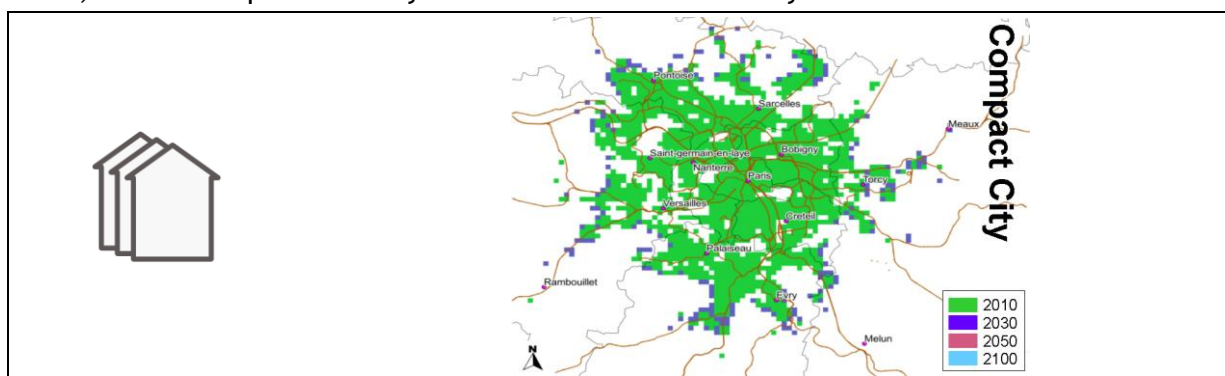 Compact City
Pontoise
Sarcelles
Meaux
Saint-germain-en-laye
Bobigny
Nanterre
Paris
Torcy
Versailles
Creteil
Palaiseau
Rambouillet
Evry
Melun
N
2010
2030
2050
2100